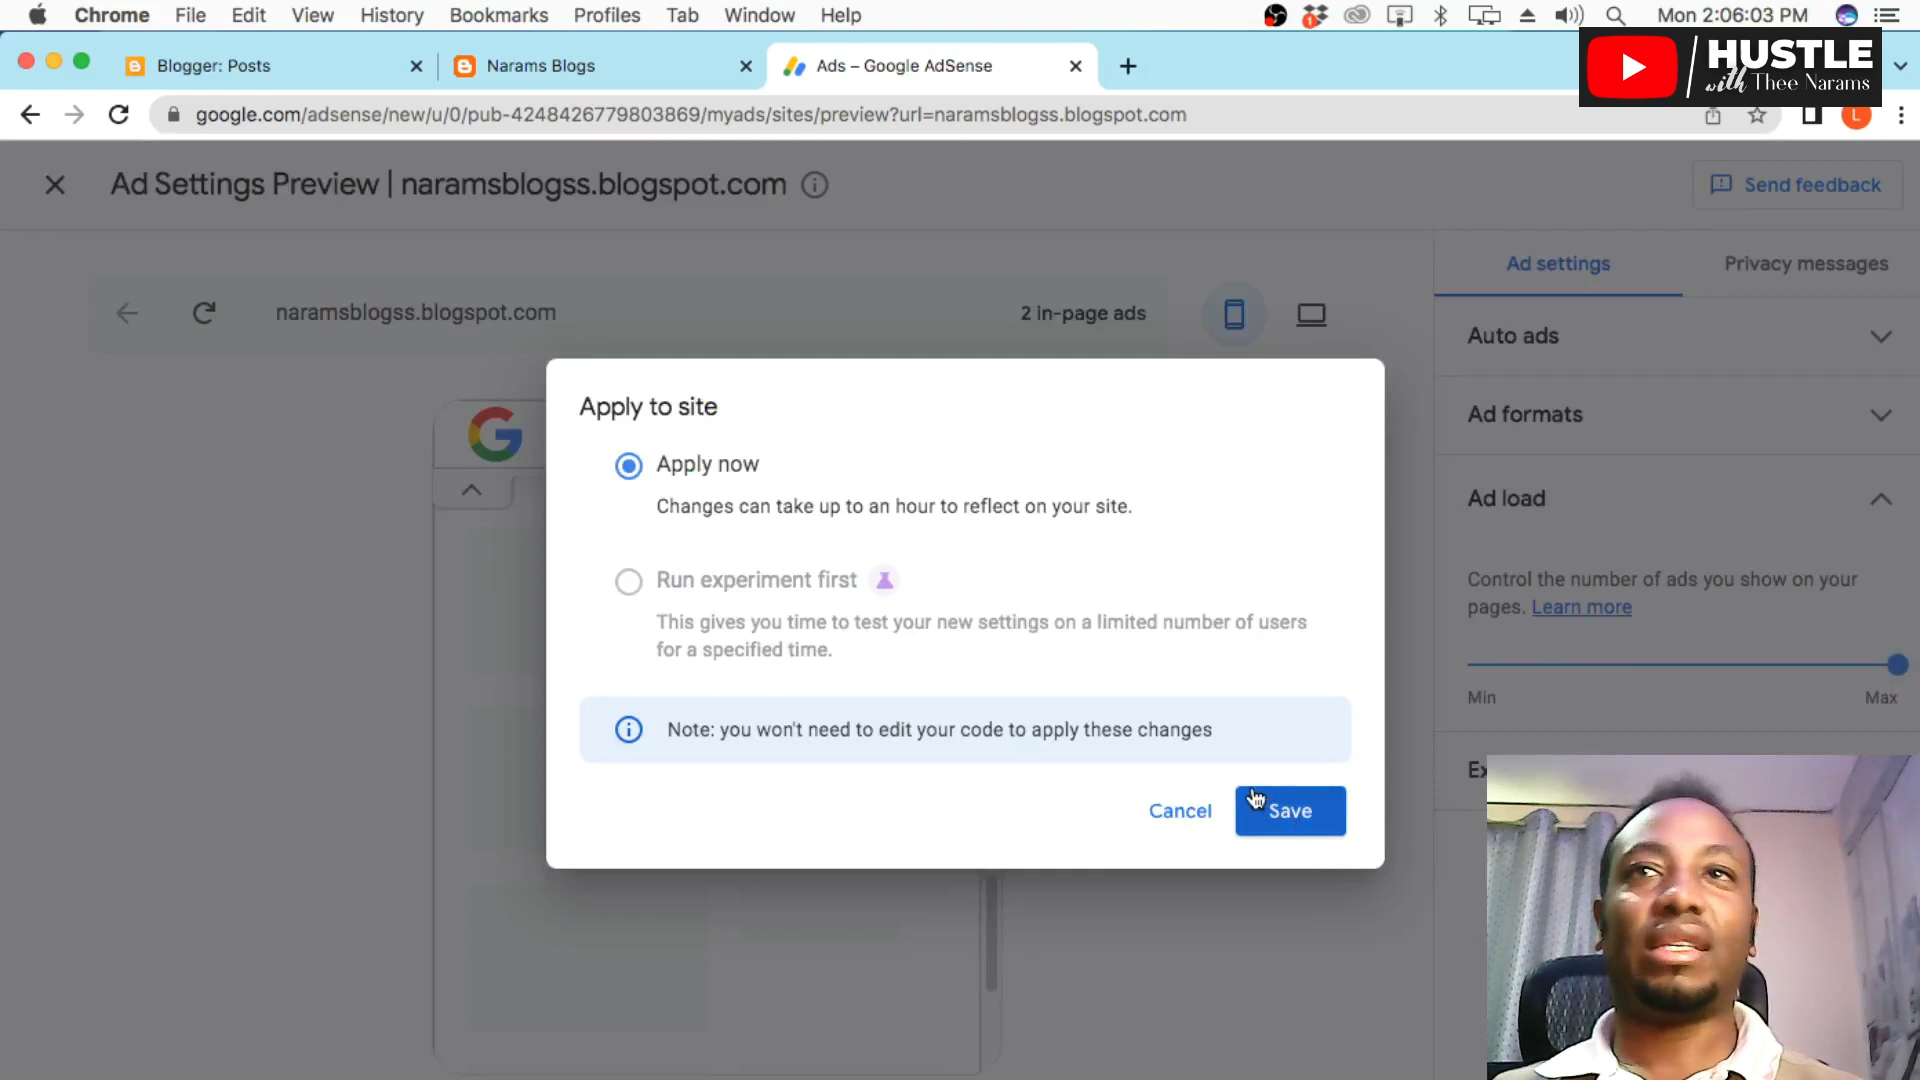 Chrome File Edit View History Bookmarks Profiles Tab Window Help
1
Mon 2:06:03 PM
Blogger: Posts
Narams Blogs
Ads – Google AdSense
HUSTLE
with Thee Narams
google.com/adsense/new/u/0/pub-4248426779803869/myads/sites/preview?url=naramsblogss.blogspot.com
L
Ad Settings Preview | naramsblogss.blogspot.com
Send feedback
Ad settings
Privacy messages
naramsblogss.blogspot.com
2 in-page ads
Auto ads
Ad formats
Apply to site
Apply now
Changes can take up to an hour to reflect on your site.
Run experiment first
This gives you time to test your new settings on a limited number of users
for a specified time.
Note: you won't need to edit your code to apply these changes
Cancel
Save
Ad load
Control the number of ads you show on your
pages. Learn more
Min
Max